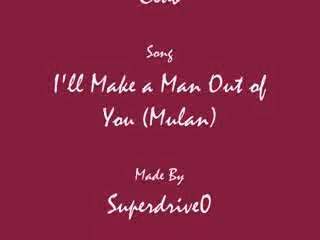 Song
I'll Make a Man Out of
You (Mulan)
Made By
Superdrive0